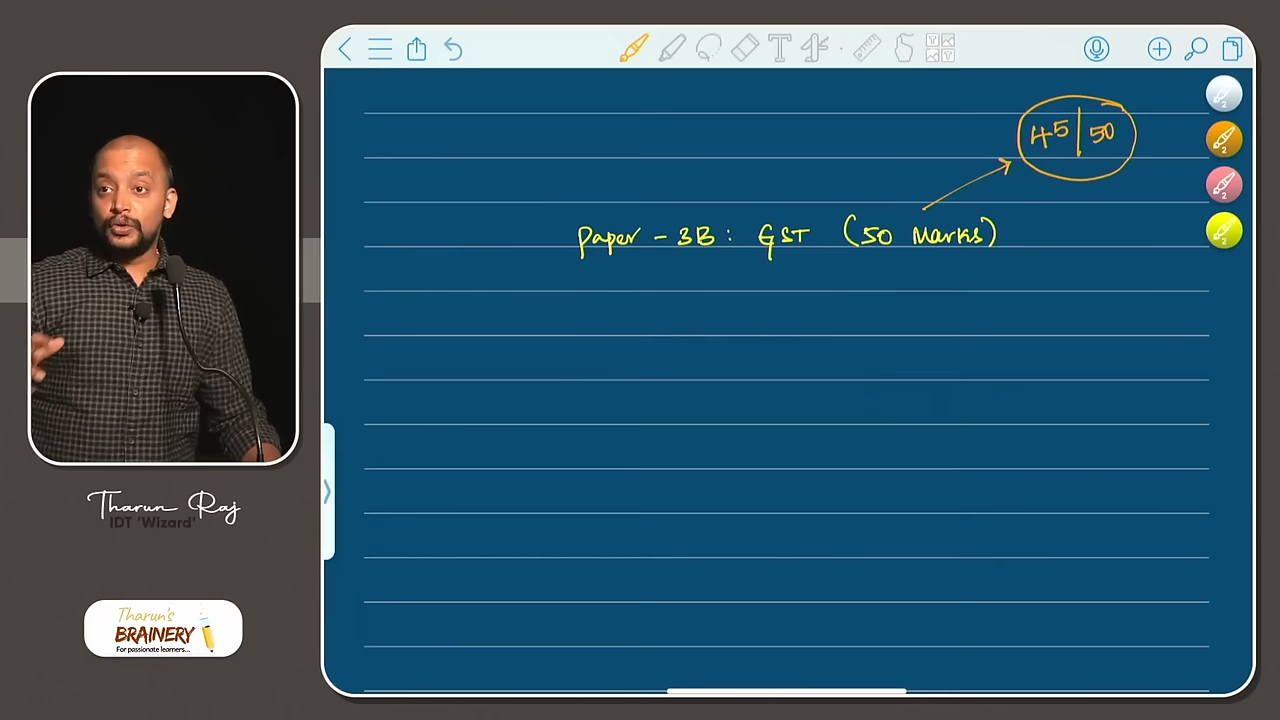 45 | 50
Paper - 3B : GST (50 Marks)
Tharun Raj
IDT 'Wizard'
Tharun's
BRAINERY
For passionate learners...